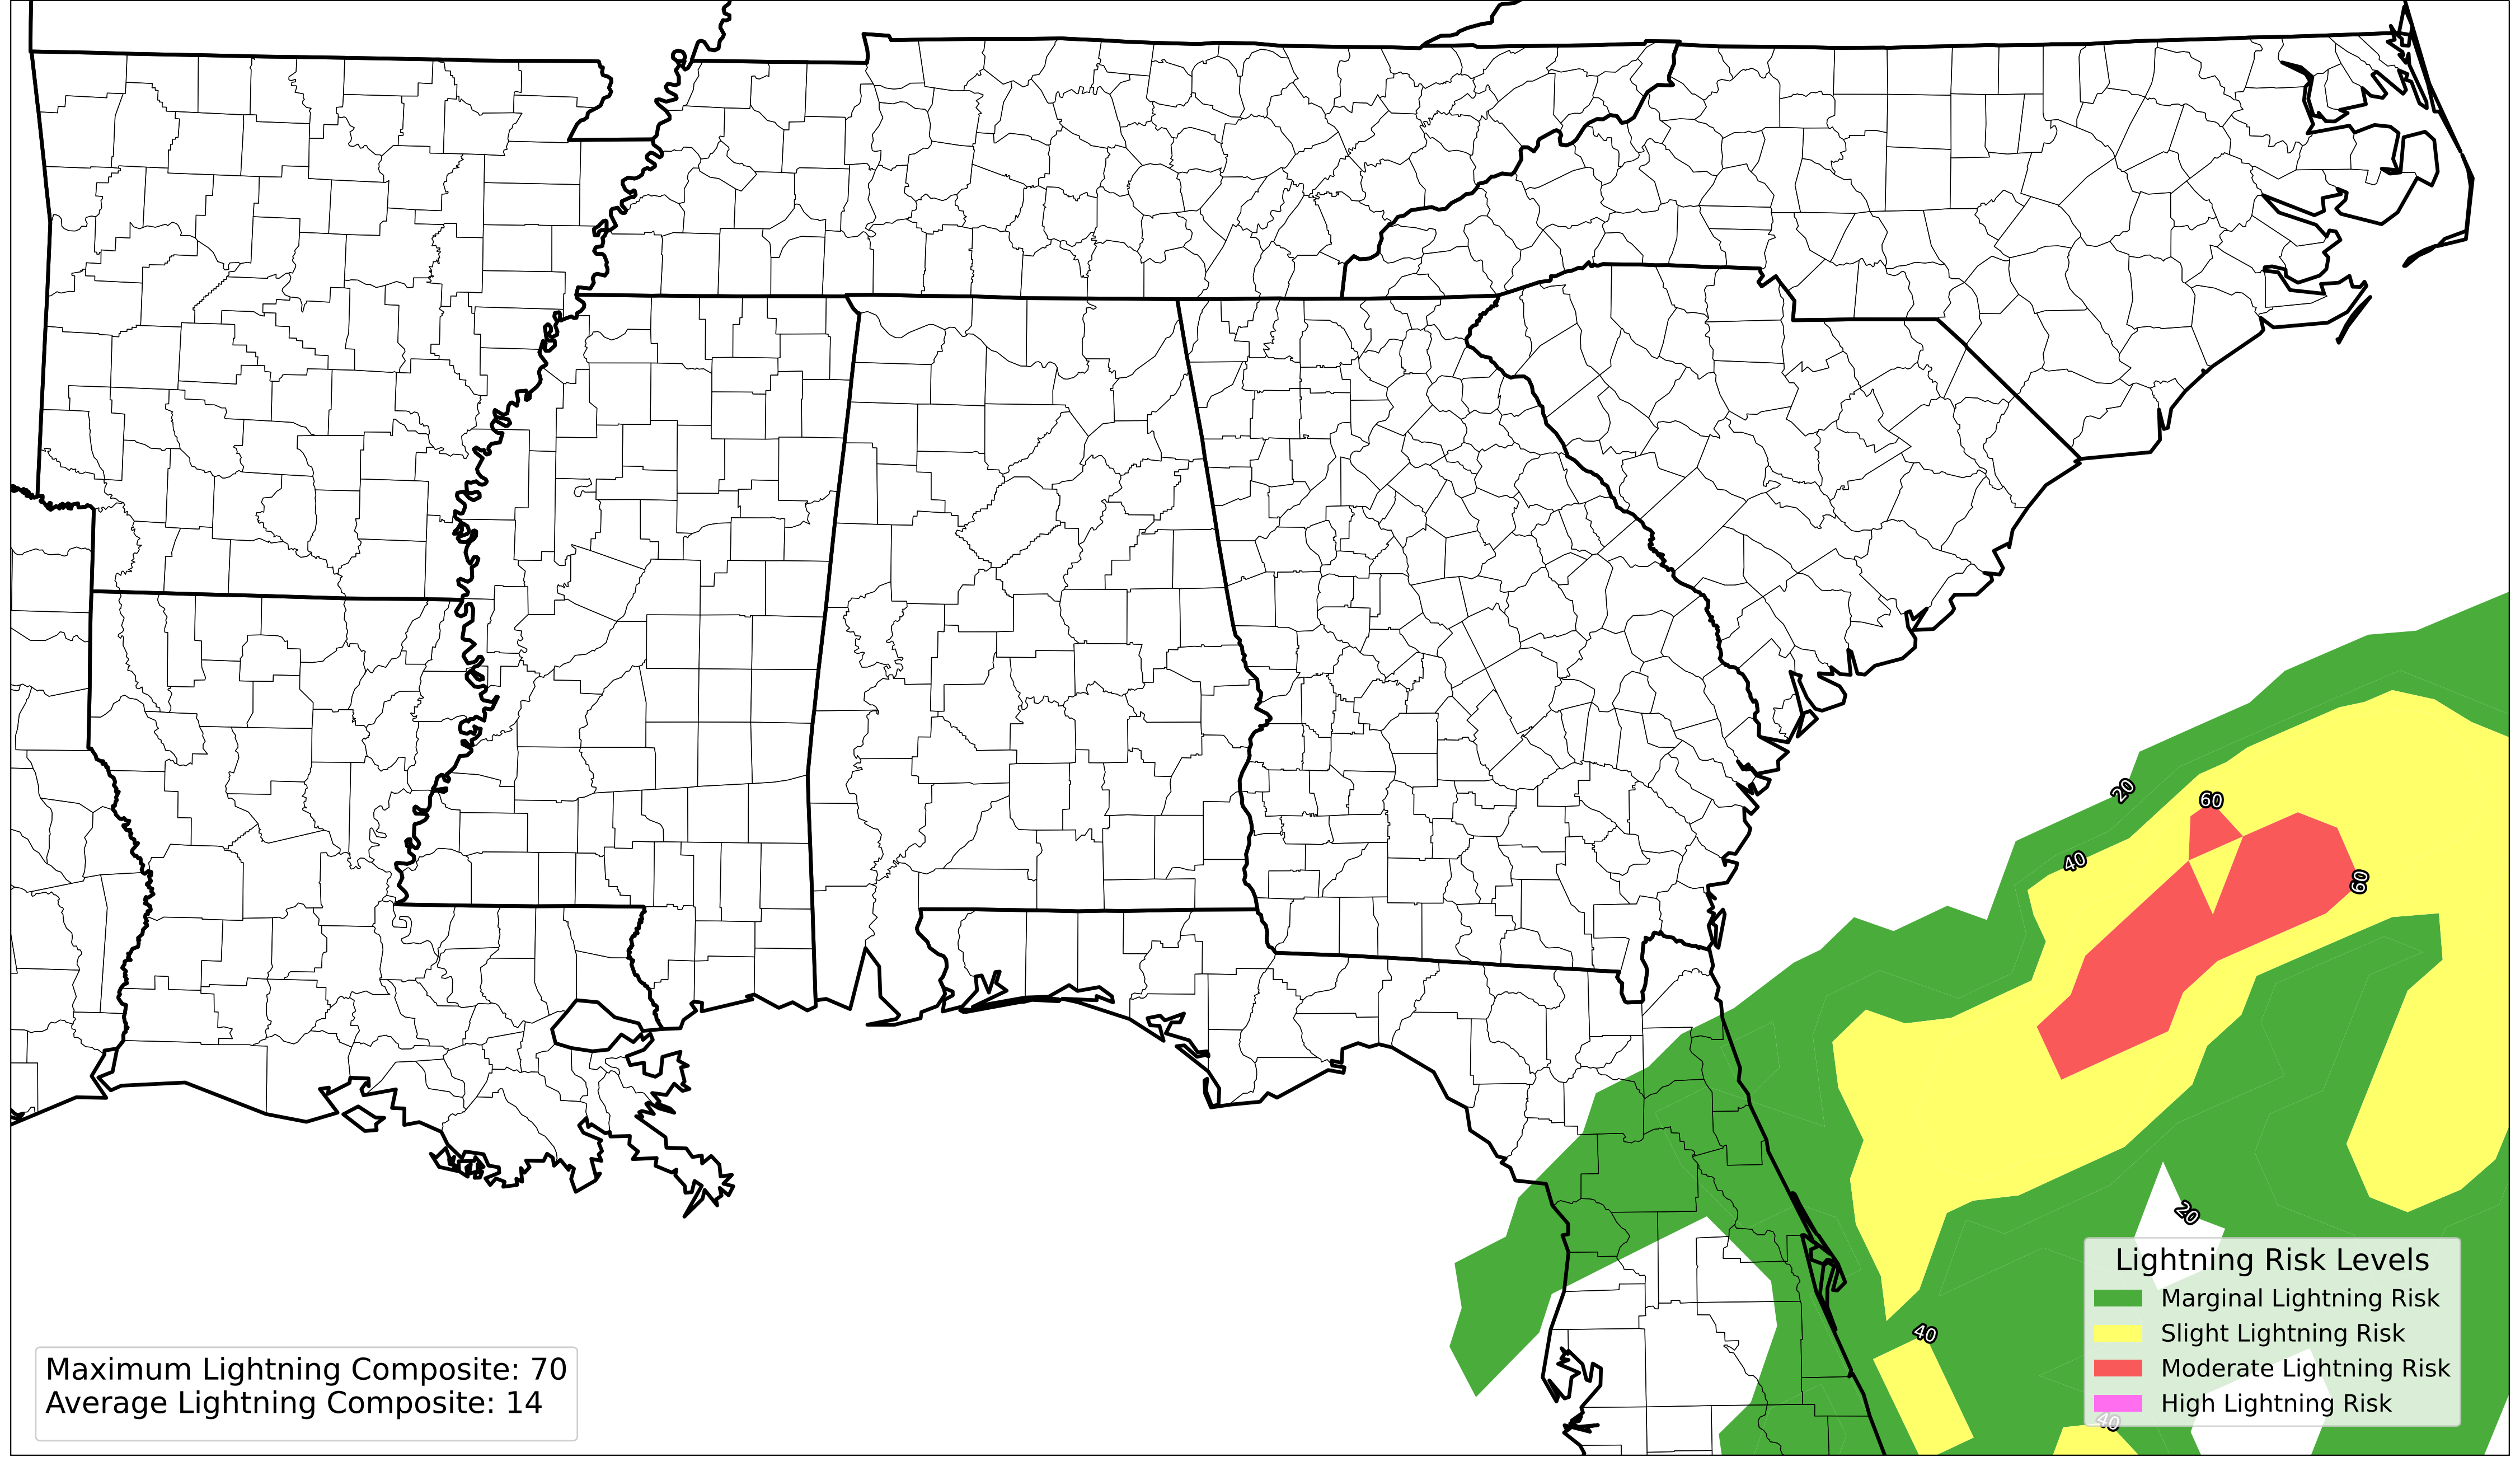 20
60
40
60
20
40
40
Lightning Risk Levels
Marginal Lightning Risk
Slight Lightning Risk
Moderate Lightning Risk
High Lightning Risk
Maximum Lightning Composite: 70
Average Lightning Composite: 14